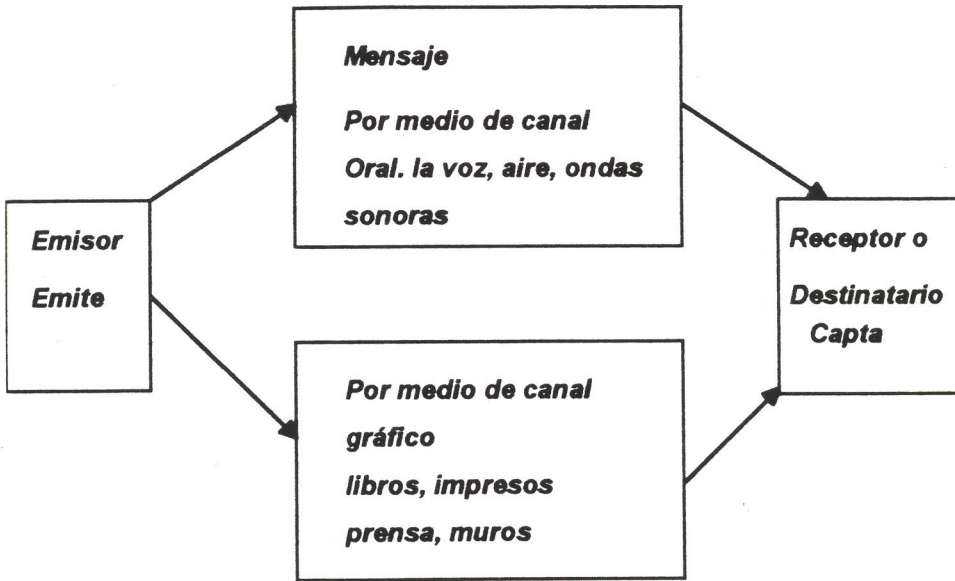 Emisor
Emite
Mensaje
Por medio de canal
Oral. la voz, aire, ondas
sonoras
Por medio de canal
gráfico
libros, impresos
prensa, muros
Receptor o
Destinatario
Capta